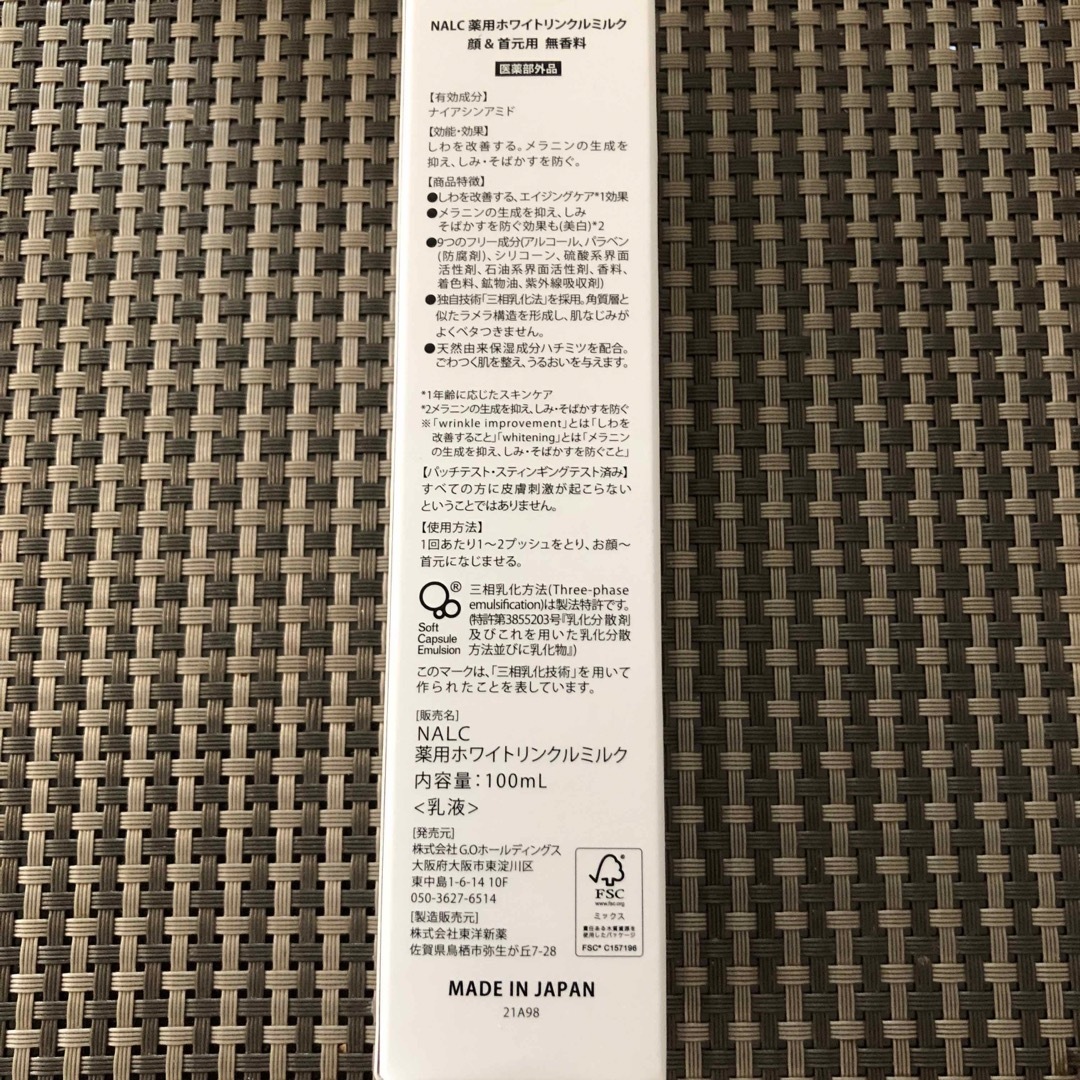 NALC 薬用ホワイトリンクルミルク
顔 & 首元用 無香料
医薬部外品
【有効成分】
ナイアシンアミド
【効能・効果】
しわを改善する。メラニンの生成を
抑え、しみ・そばかすを防ぐ。
【商品特徴】
●しわを改善する、エイジングケア*1効果
●メラニンの生成を抑え、しみ
そばかすを防ぐ効果も(美白)*2
●9つのフリー成分(アルコール、パラベン
(防腐剤)、シリコーン、硫酸系界面
活性剤、石油系界面活性剤、香料、
着色料、鉱物油、紫外線吸収剤)
●独自技術「三相乳化法」を採用。角質層と
似たラメラ構造を形成し、肌なじみが
よくベタつきません。
●天然由来保湿成分ハチミツを配合。
ごわつく肌を整え、うるおいを与えます。
*1年齢に応じたスキンケア
*2メラニンの生成を抑え、しみ・そばかすを防ぐ
※「wrinkle improvement」とは「しわを
改善すること」「whitening」とは「メラニン
の生成を抑え、しみ・そばかすを防ぐこと」
【パッチテスト・スティンギングテスト済み】
すべての方に皮膚刺激が起こらない
ということではありません。
【使用方法】
1回あたり1〜2プッシュをとり、お顔〜
首元になじませる。
®
Soft
Capsule
Emulsion
三相乳化方法(Three-phase
emulsification)は製法特許です。
(特許第3855203号『乳化分散剤
及びこれを用いた乳化分散
方法並びに乳化物』)
このマークは、「三相乳化技術」を用いて
作られたことを表しています。
[販売名]
NALC
薬用ホワイトリンクルミルク
内容量：100mL
＜乳液＞
[発売元]
株式会社G.Oホールディングス
大阪府大阪市東淀川区
東中島1-6-14 10F
050-3627-6514
[製造販売元]
株式会社東洋新薬
佐賀県鳥栖市弥生が丘7-28
FSC
www.fsc.org
ミックス
責任ある木質資源を
使用したパッケージ
FSC® C157196
MADE IN JAPAN
21A98